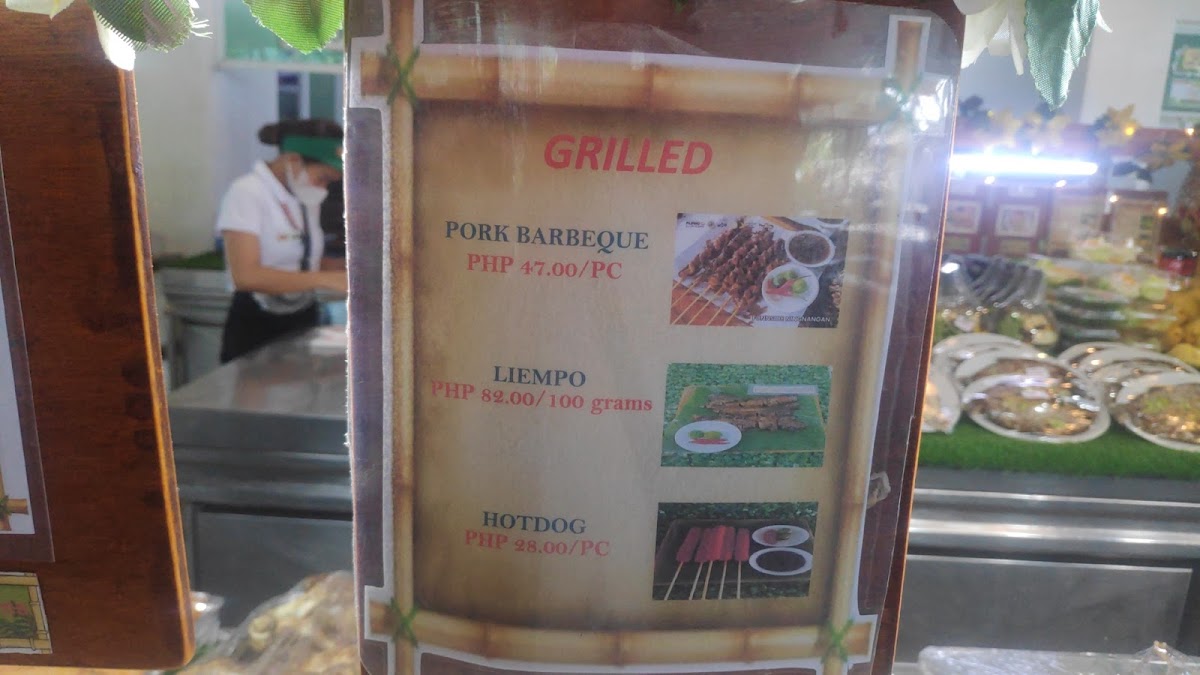 GRILLED
PORK BARBEQUE
PHP 47.00/PC
LIEMPO
PHP 82.00/100 grams
HOTDOG
PHP 28.00/PC